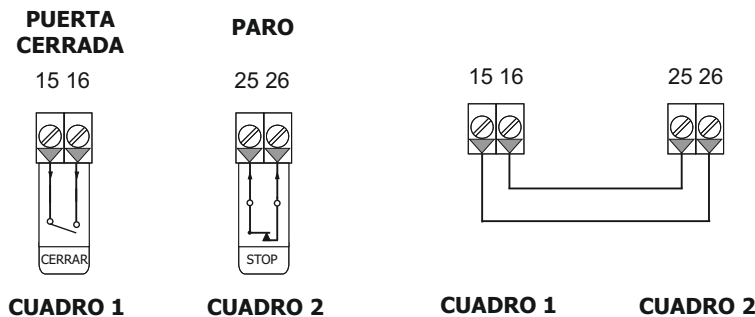 PUERTA
CERRADA
15 16
CERRAR
CUADRO 1
PARO
25 26
STOP
CUADRO 2
15 16
25 26
CUADRO 1
CUADRO 2